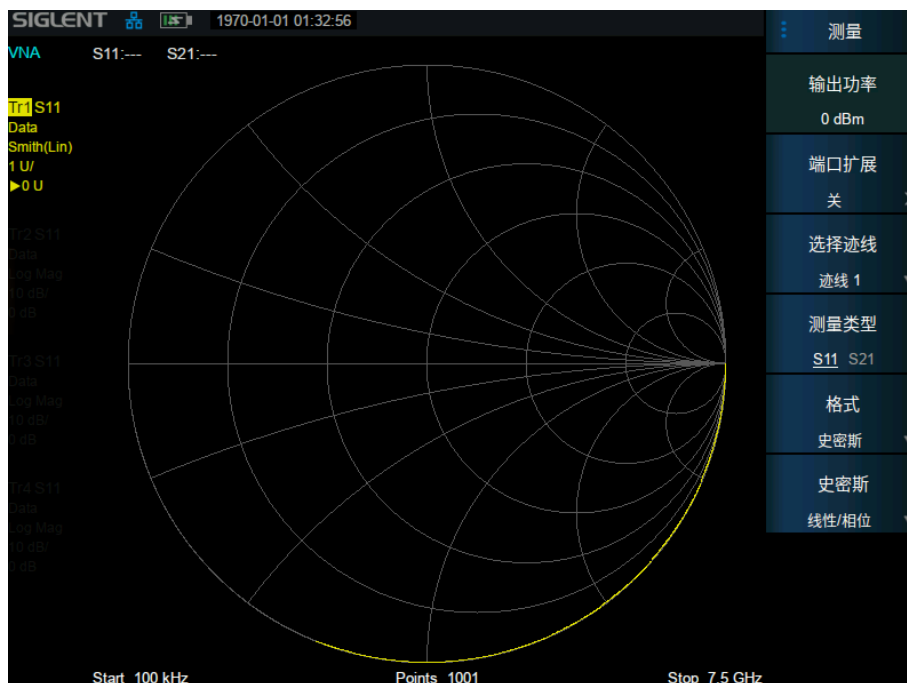 SIGLENT 1970-01-01 01:32:56
VNA S11:--- S21:---
Tr1 S11
Data
Smith(Lin)
1 U/
▶0 U
Tr2 S11
Data
Log Mag
10 dB/
0 dB
Tr3 S11
Data
Log Mag
10 dB/
0 dB
Tr4 S11
Data
Log Mag
10 dB/
0 dB
Start 100 kHz Points 1001 Stop 7.5 GHz
测量
输出功率
0 dBm
端口扩展
关
选择迹线
迹线 1
测量类型
S11 S21
格式
史密斯
史密斯
线性/相位